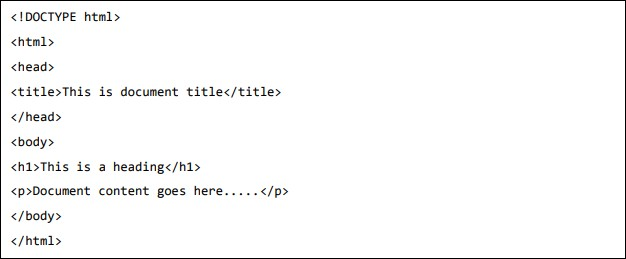 <!DOCTYPE html>
<html>
<head>
<title>This is document title</title>
</head>
<body>
<h1>This is a heading</h1>
<p>Document content goes here.....</p>
</body>
</html>